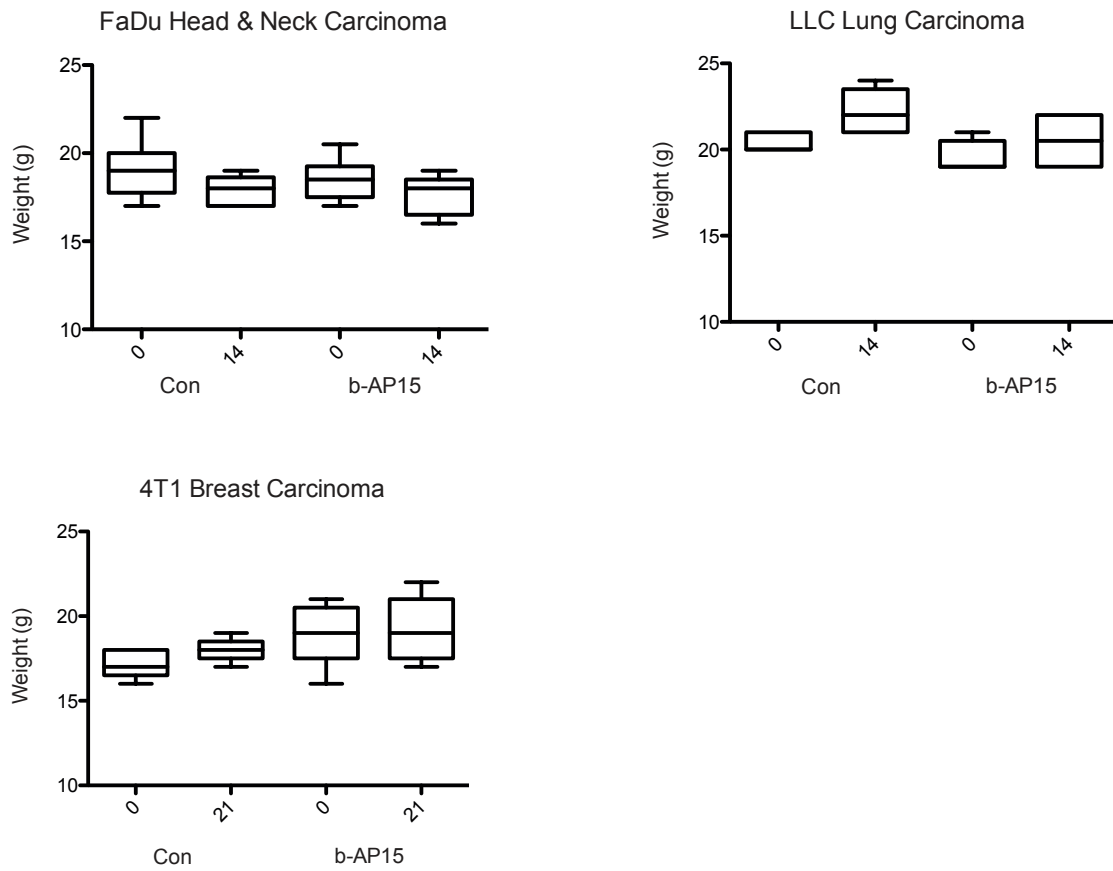 FaDu Head & Neck Carcinoma
Weight (g)
25
20
15
10
0 14 0 14
Con b-AP15
LLC Lung Carcinoma
Weight (g)
25
20
15
10
0 14 0 14
Con b-AP15
4T1 Breast Carcinoma
Weight (g)
25
20
15
10
0 21 0 21
Con b-AP15